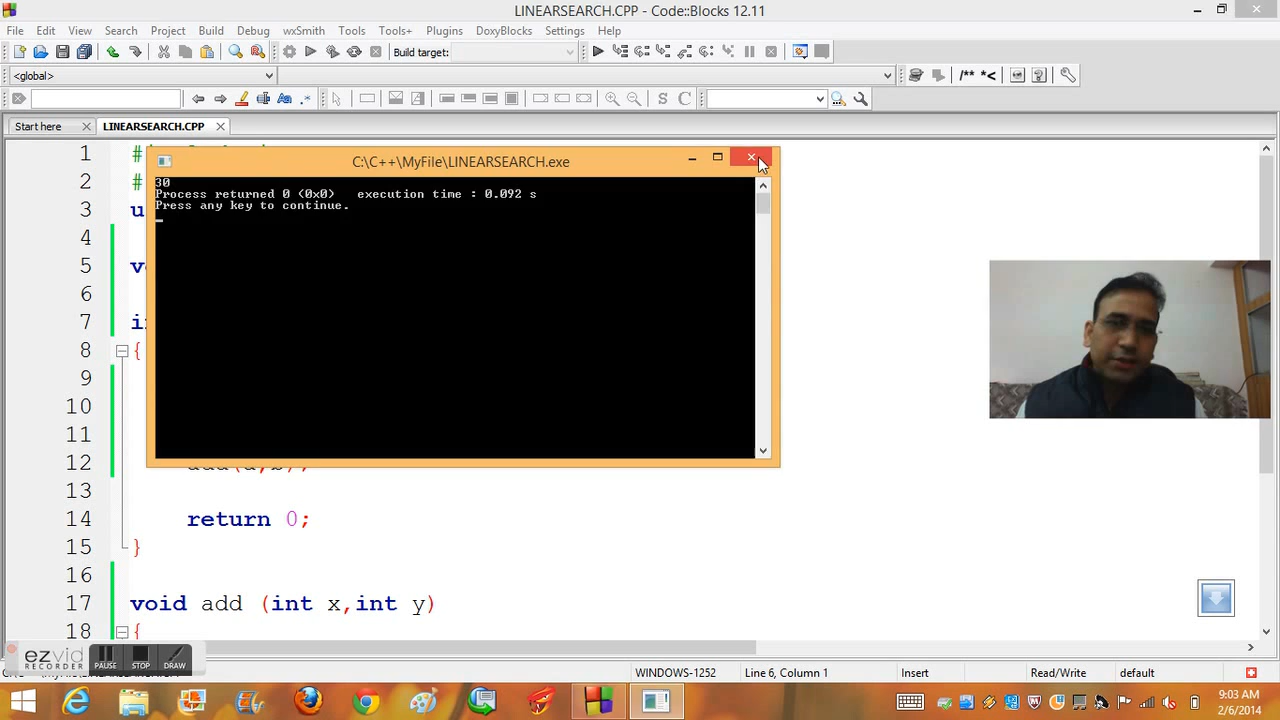 LINEARSEARCH.CPP - Code::Blocks 12.11
File Edit View Search Project Build Debug wxSmith Tools Tools+ Plugins DoxyBlocks Settings Help
Build target:
<global>
/** *<
S C
Start here LINEARSEARCH.CPP
C:\C++\MyFile\LINEARSEARCH.exe
30
Process returned 0 (0x0) execution time : 0.092 s
Press any key to continue.
1 #
2 #
3 u
4
5 v
6
7 i
8 {
9
10
11
12
13
14 return 0;
15 }
16
17 void add (int x,int y)
18 {
ezvid
RECORDER
PAUSE STOP DRAW
WINDOWS-1252 Line 6, Column 1 Insert Read/Write default
9:03 AM
2/6/2014